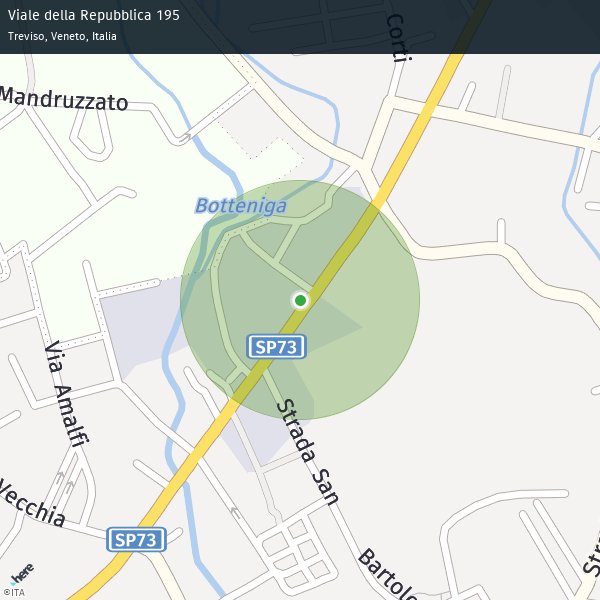 Viale della Repubblica 195
Treviso, Veneto, Italia
Corti
Mandruzzato
Botteniga
SP73
Via Amalfi
Strada San
Bartolo
Vecchia
SP73
Str
here
©ITA